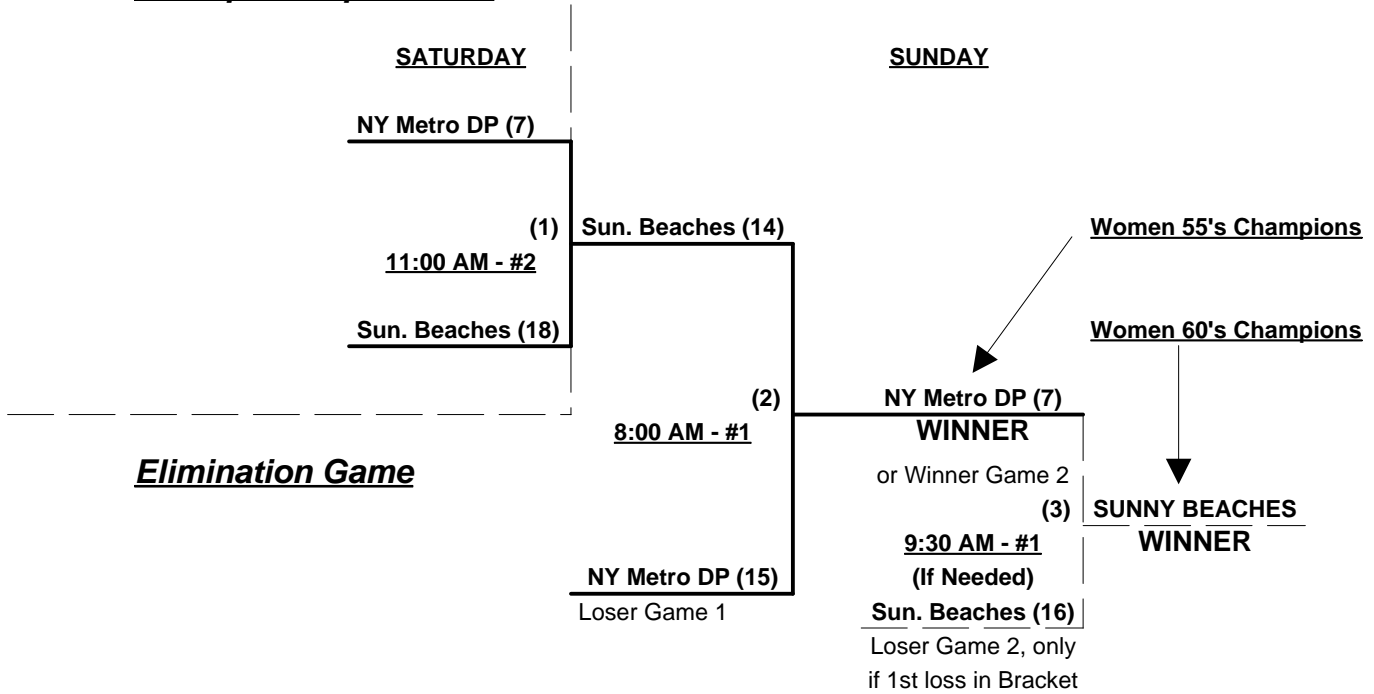 SATURDAY
SUNDAY
NY Metro DP (7)
(1)
Sun. Beaches (14)
Women 55's Champions
11:00 AM - #2
Sun. Beaches (18)
Women 60's Champions
(2)
NY Metro DP (7)
8:00 AM - #1
WINNER
Elimination Game
or Winner Game 2
(3)
SUNNY BEACHES
9:30 AM - #1
WINNER
(If Needed)
NY Metro DP (15)
Loser Game 1
Sun. Beaches (16)
Loser Game 2, only
if 1st loss in Bracket